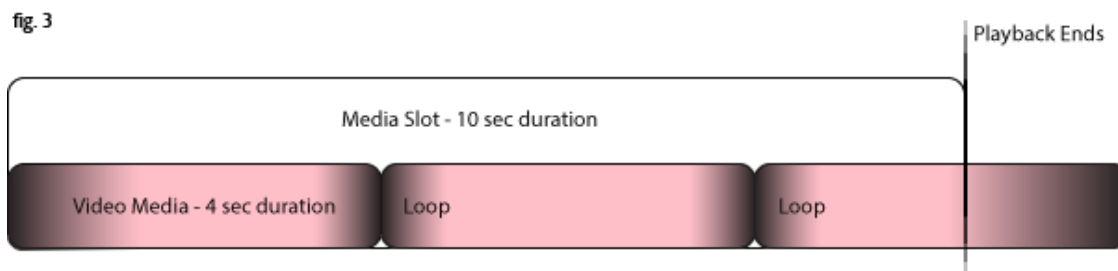 fig. 3
Playback Ends
Media Slot - 10 sec duration
Video Media - 4 sec duration
Loop
Loop